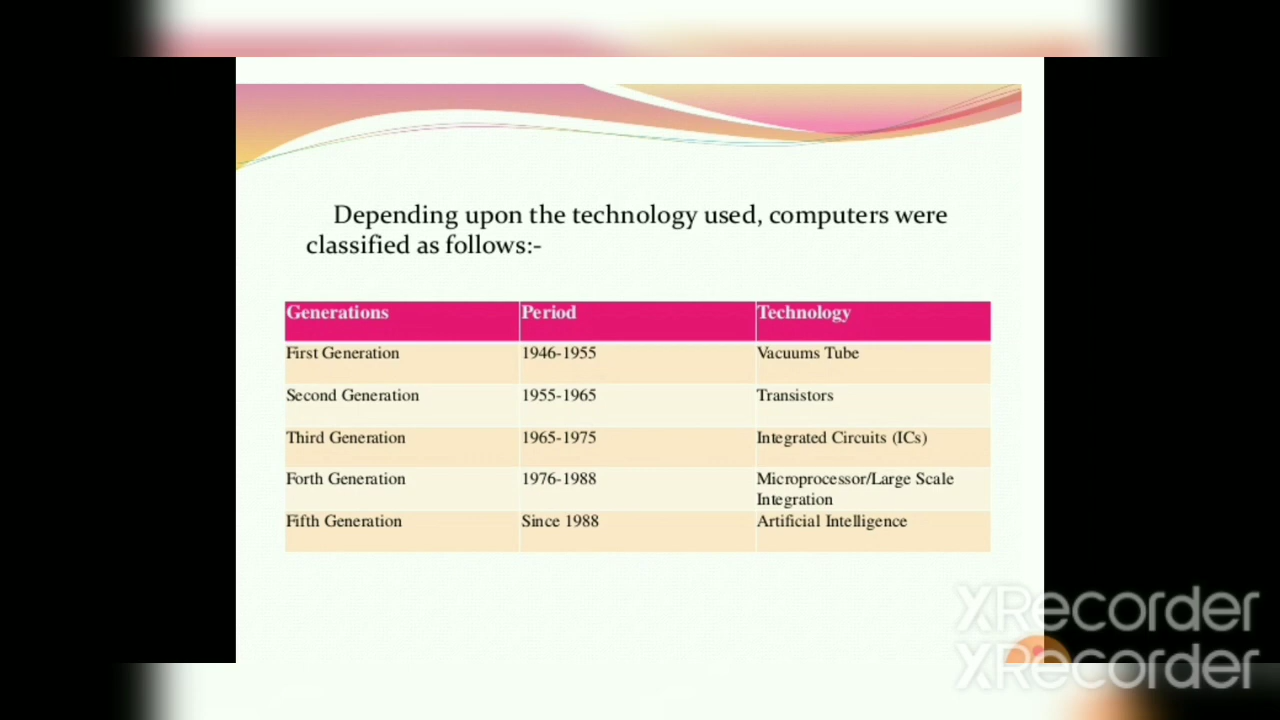 Depending upon the technology used, computers were
classified as follows:-
Generations Period Technology
First Generation 1946-1955 Vacuums Tube
Second Generation 1955-1965 Transistors
Third Generation 1965-1975 Integrated Circuits (ICs)
Forth Generation 1976-1988 Microprocessor/Large Scale
Integration
Fifth Generation Since 1988 Artificial Intelligence
XRecorder
XRecorder